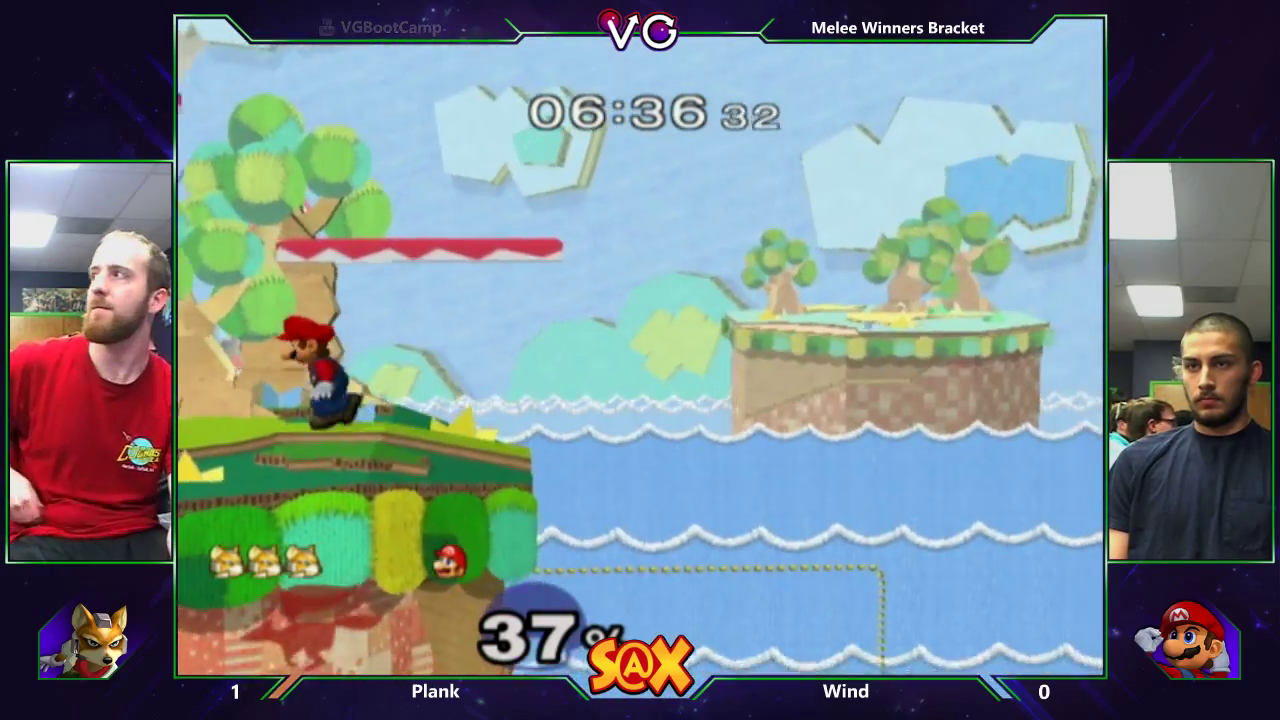 VGBootCamp
VG
Melee Winners Bracket
06:36 32
37%
S@X
1
Plank
Wind
0